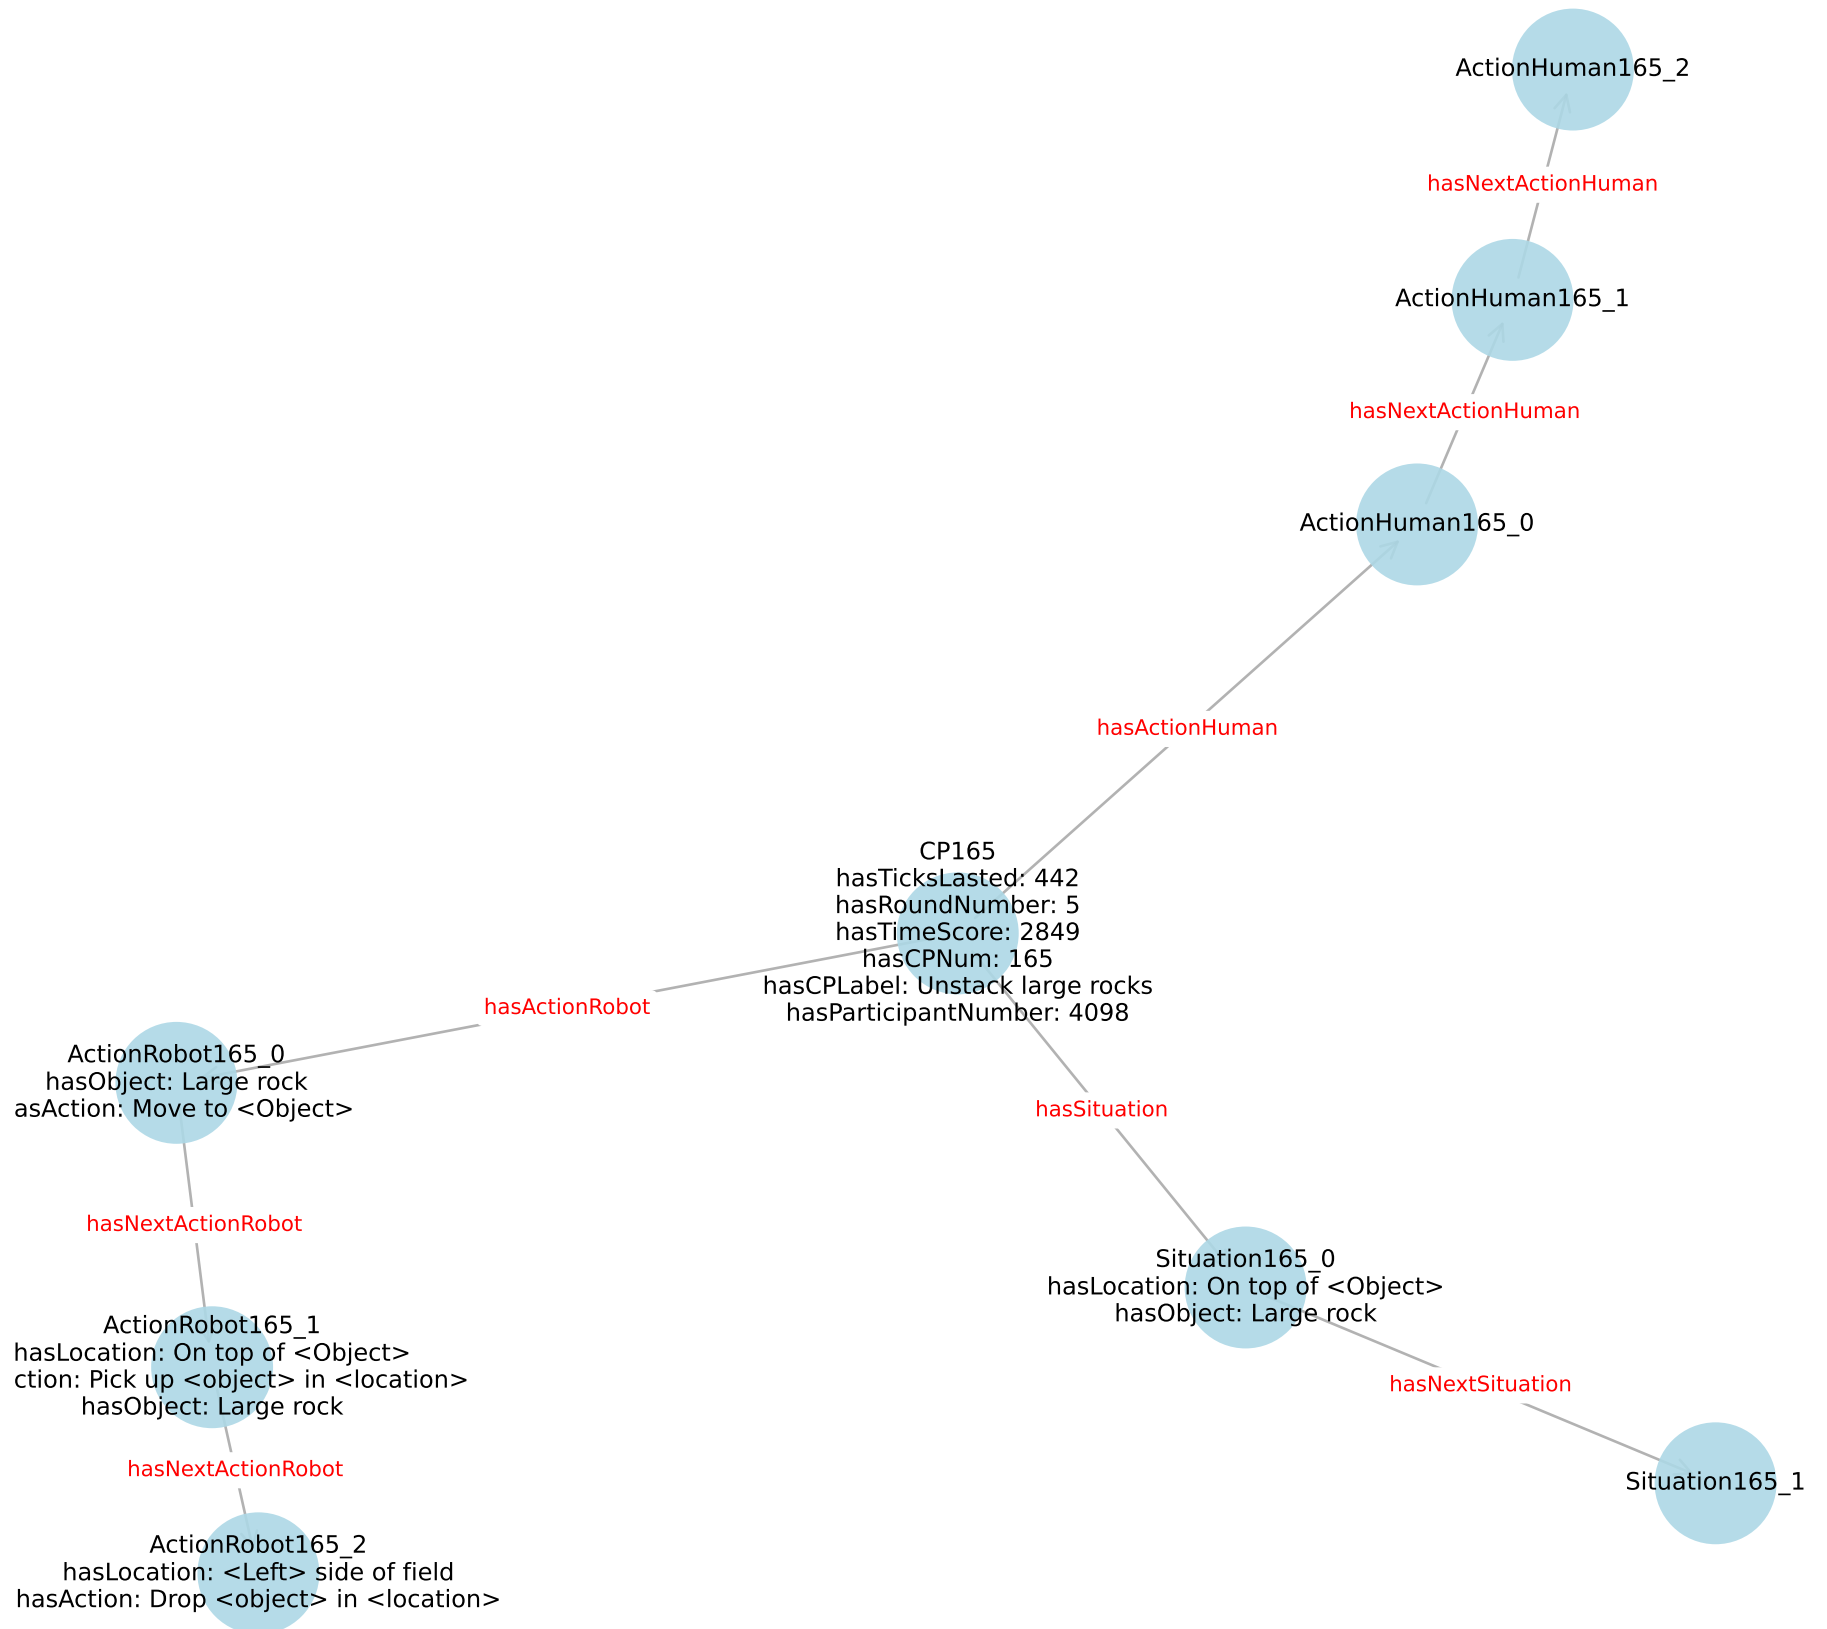 ActionHuman165_2
hasNextActionHuman
ActionHuman165_1
hasNextActionHuman
ActionHuman165_0
hasActionHuman
CP165
hasTicksLasted: 442
hasRoundNumber: 5
hasTimeScore: 2849
hasCPNum: 165
hasCPLabel: Unstack large rocks
hasParticipantNumber: 4098
hasActionRobot
ActionRobot165_0
hasObject: Large rock
asAction: Move to <Object>
hasSituation
hasNextActionRobot
Situation165_0
hasLocation: On top of <Object>
hasObject: Large rock
ActionRobot165_1
hasLocation: On top of <Object>
ction: Pick up <object> in <location>
hasObject: Large rock
hasNextSituation
hasNextActionRobot
Situation165_1
ActionRobot165_2
hasLocation: <Left> side of field
hasAction: Drop <object> in <location>